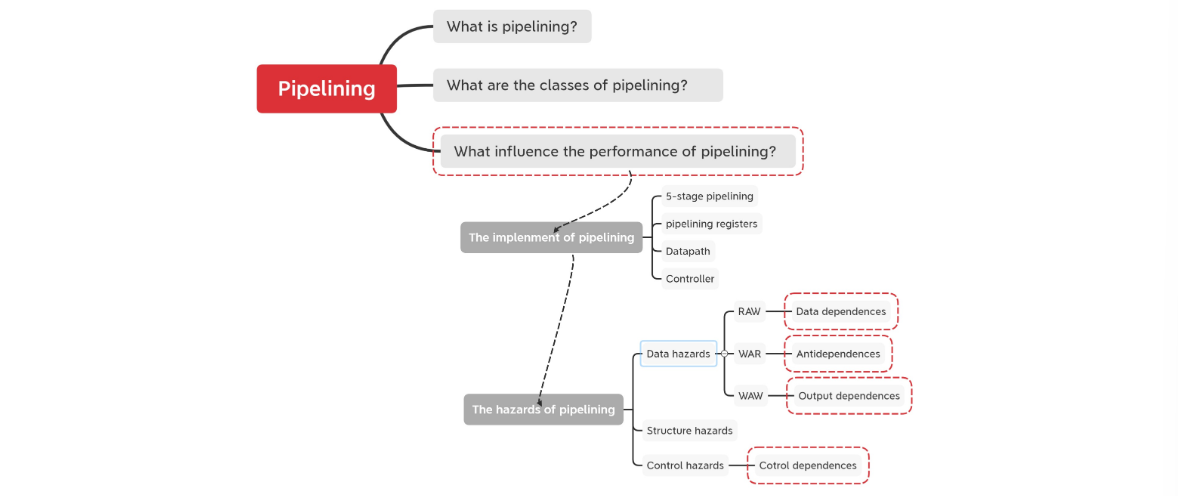 What is pipelining?
Pipelining
What are the classes of pipelining?
What influence the performance of pipelining?
5-stage pipelining
The implenment of pipelining
pipelining registers
Datapath
Controller
RAW
Data dependences
Data hazards
WAR
Antidependences
WAW
Output dependences
The hazards of pipelining
Structure hazards
Control hazards
Cotrol dependences